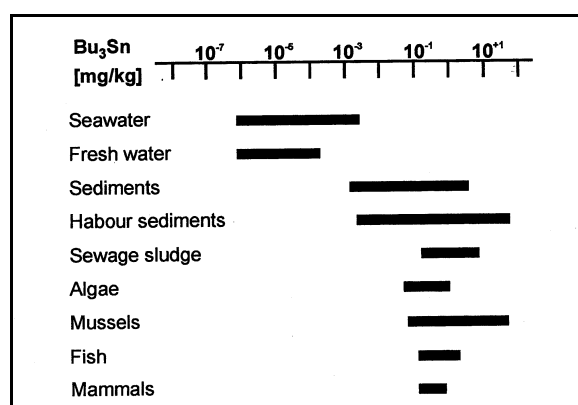 Bu₃Sn 10⁻⁷ 10⁻⁵ 10⁻³ 10⁻¹ 10⁺¹
[mg/kg]
Seawater
Fresh water
Sediments
Habour sediments
Sewage sludge
Algae
Mussels
Fish
Mammals